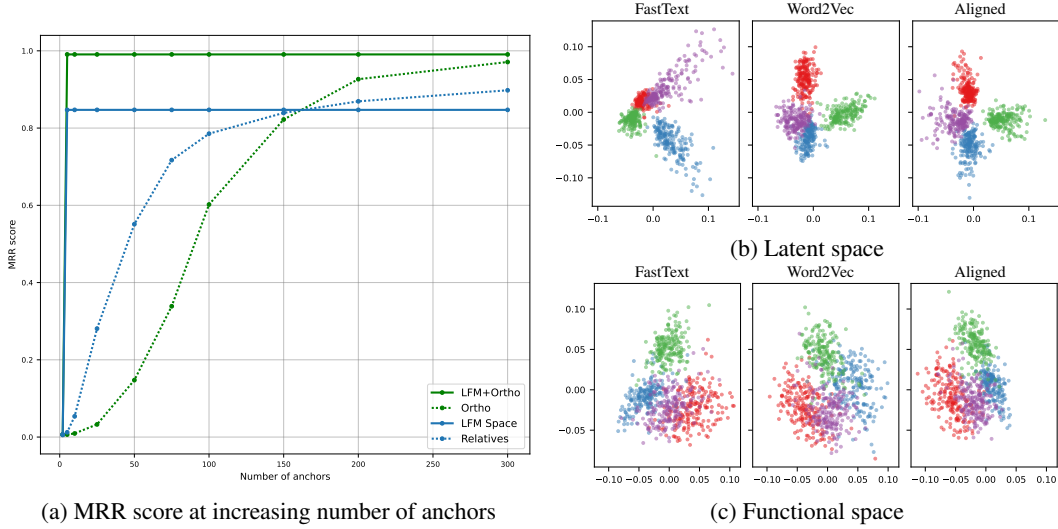 MRR score
1.0
0.8
0.6
0.4
0.2
0.0
0 50 100 150 200 250 300
Number of anchors
LFM+Ortho
Ortho
LFM Space
Relatives
(a) MRR score at increasing number of anchors
FastText Word2Vec Aligned
0.10
0.05
0.00
−0.05
−0.10
−0.1 0.0 0.1 −0.1 0.0 0.1 −0.1 0.0 0.1
(b) Latent space
FastText Word2Vec Aligned
0.10
0.05
0.00
−0.05
−0.10 −0.05 0.00 0.05 0.10 −0.10 −0.05 0.00 0.05 0.10 −0.10 −0.05 0.00 0.05 0.10
(c) Functional space